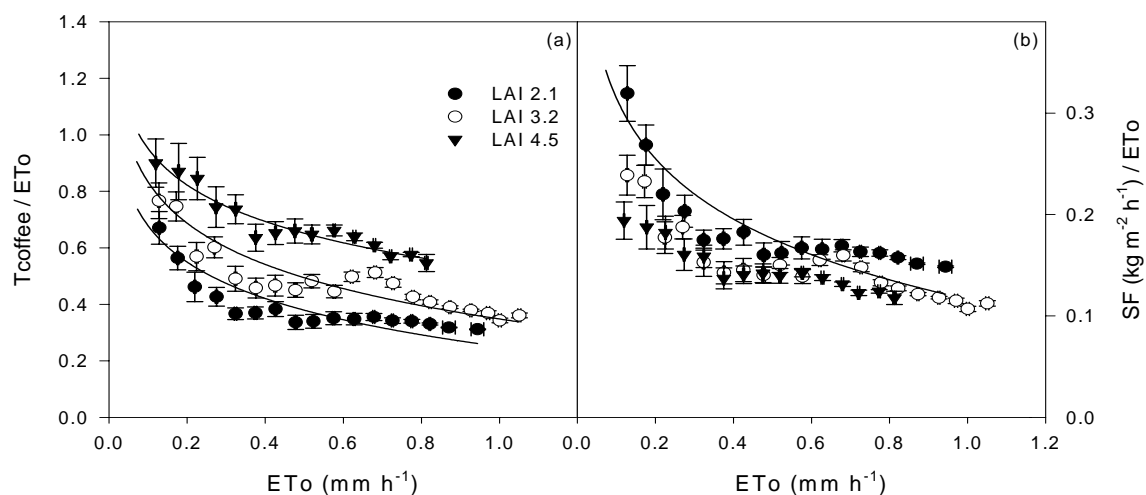 (a)
(b)
LAI 2.1
LAI 3.2
LAI 4.5
1.4
1.2
1.0
0.8
0.6
0.4
0.2
0.0
Tcoffee / ETo
0.3
0.2
0.1
0.0
SF (kg m-2 h-1) / ETo
0.0 0.2 0.4 0.6 0.8 1.0 0.0 0.2 0.4 0.6 0.8 1.0 1.2
ETo (mm h-1) ETo (mm h-1)